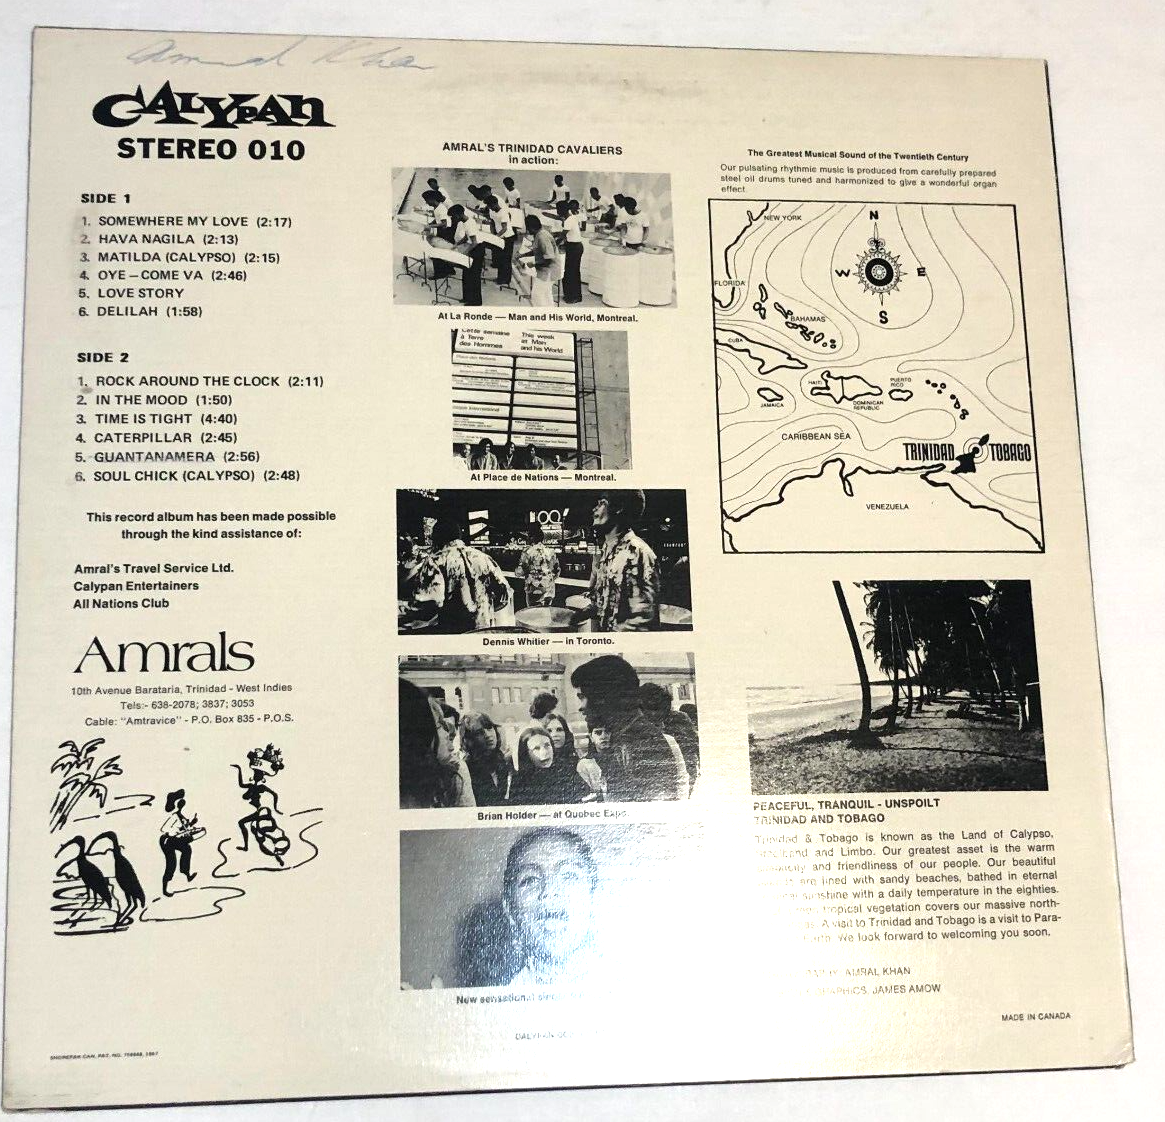 Amral Khan
CALYPAN
STEREO 010
SIDE 1
1. SOMEWHERE MY LOVE (2:17)
2. HAVA NAGILA (2:13)
3. MATILDA (CALYPSO) (2:15)
4. OYE – COME VA (2:46)
5. LOVE STORY
6. DELILAH (1:58)
SIDE 2
1. ROCK AROUND THE CLOCK (2:11)
2. IN THE MOOD (1:50)
3. TIME IS TIGHT (4:40)
4. CATERPILLAR (2:45)
5. GUANTANAMERA (2:56)
6. SOUL CHICK (CALYPSO) (2:48)
This record album has been made possible
through the kind assistance of:
Amral's Travel Service Ltd.
Calypan Entertainers
All Nations Club
Amrals
10th Avenue Barataria, Trinidad - West Indies
Tels:- 638-2078; 3837; 3053
Cable: "Amtravice" - P.O. Box 835 - P.O.S.
AMRAL'S TRINIDAD CAVALIERS
in action:
At La Ronde — Man and His World, Montreal.
Cette semaine
à Terre
des Hommes
This week
at Man
and his World
At Place de Nations — Montreal.
Dennis Whitier — in Toronto.
Brian Holder — at Quebec Expo.
New sensational
The Greatest Musical Sound of the Twentieth Century
Our pulsating rhythmic music is produced from carefully prepared
steel oil drums tuned and harmonized to give a wonderful organ
effect.
NEW YORK
N
W
E
S
FLORIDA
BAHAMAS
CUBA
HAITI
PUERTO
RICO
JAMAICA
DOMINICAN
REPUBLIC
CARIBBEAN SEA
TRINIDAD TOBAGO
VENEZUELA
PEACEFUL, TRANQUIL - UNSPOILT
TRINIDAD AND TOBAGO
Trinidad & Tobago is known as the Land of Calypso,
and Limbo. Our greatest asset is the warm
and friendliness of our people. Our beautiful
are lined with sandy beaches, bathed in eternal
sunshine with a daily temperature in the eighties.
tropical vegetation covers our massive north-
A visit to Trinidad and Tobago is a visit to Para-
We look forward to welcoming you soon.
AMRAL KHAN
GRAPHICS, JAMES AMOW
MADE IN CANADA